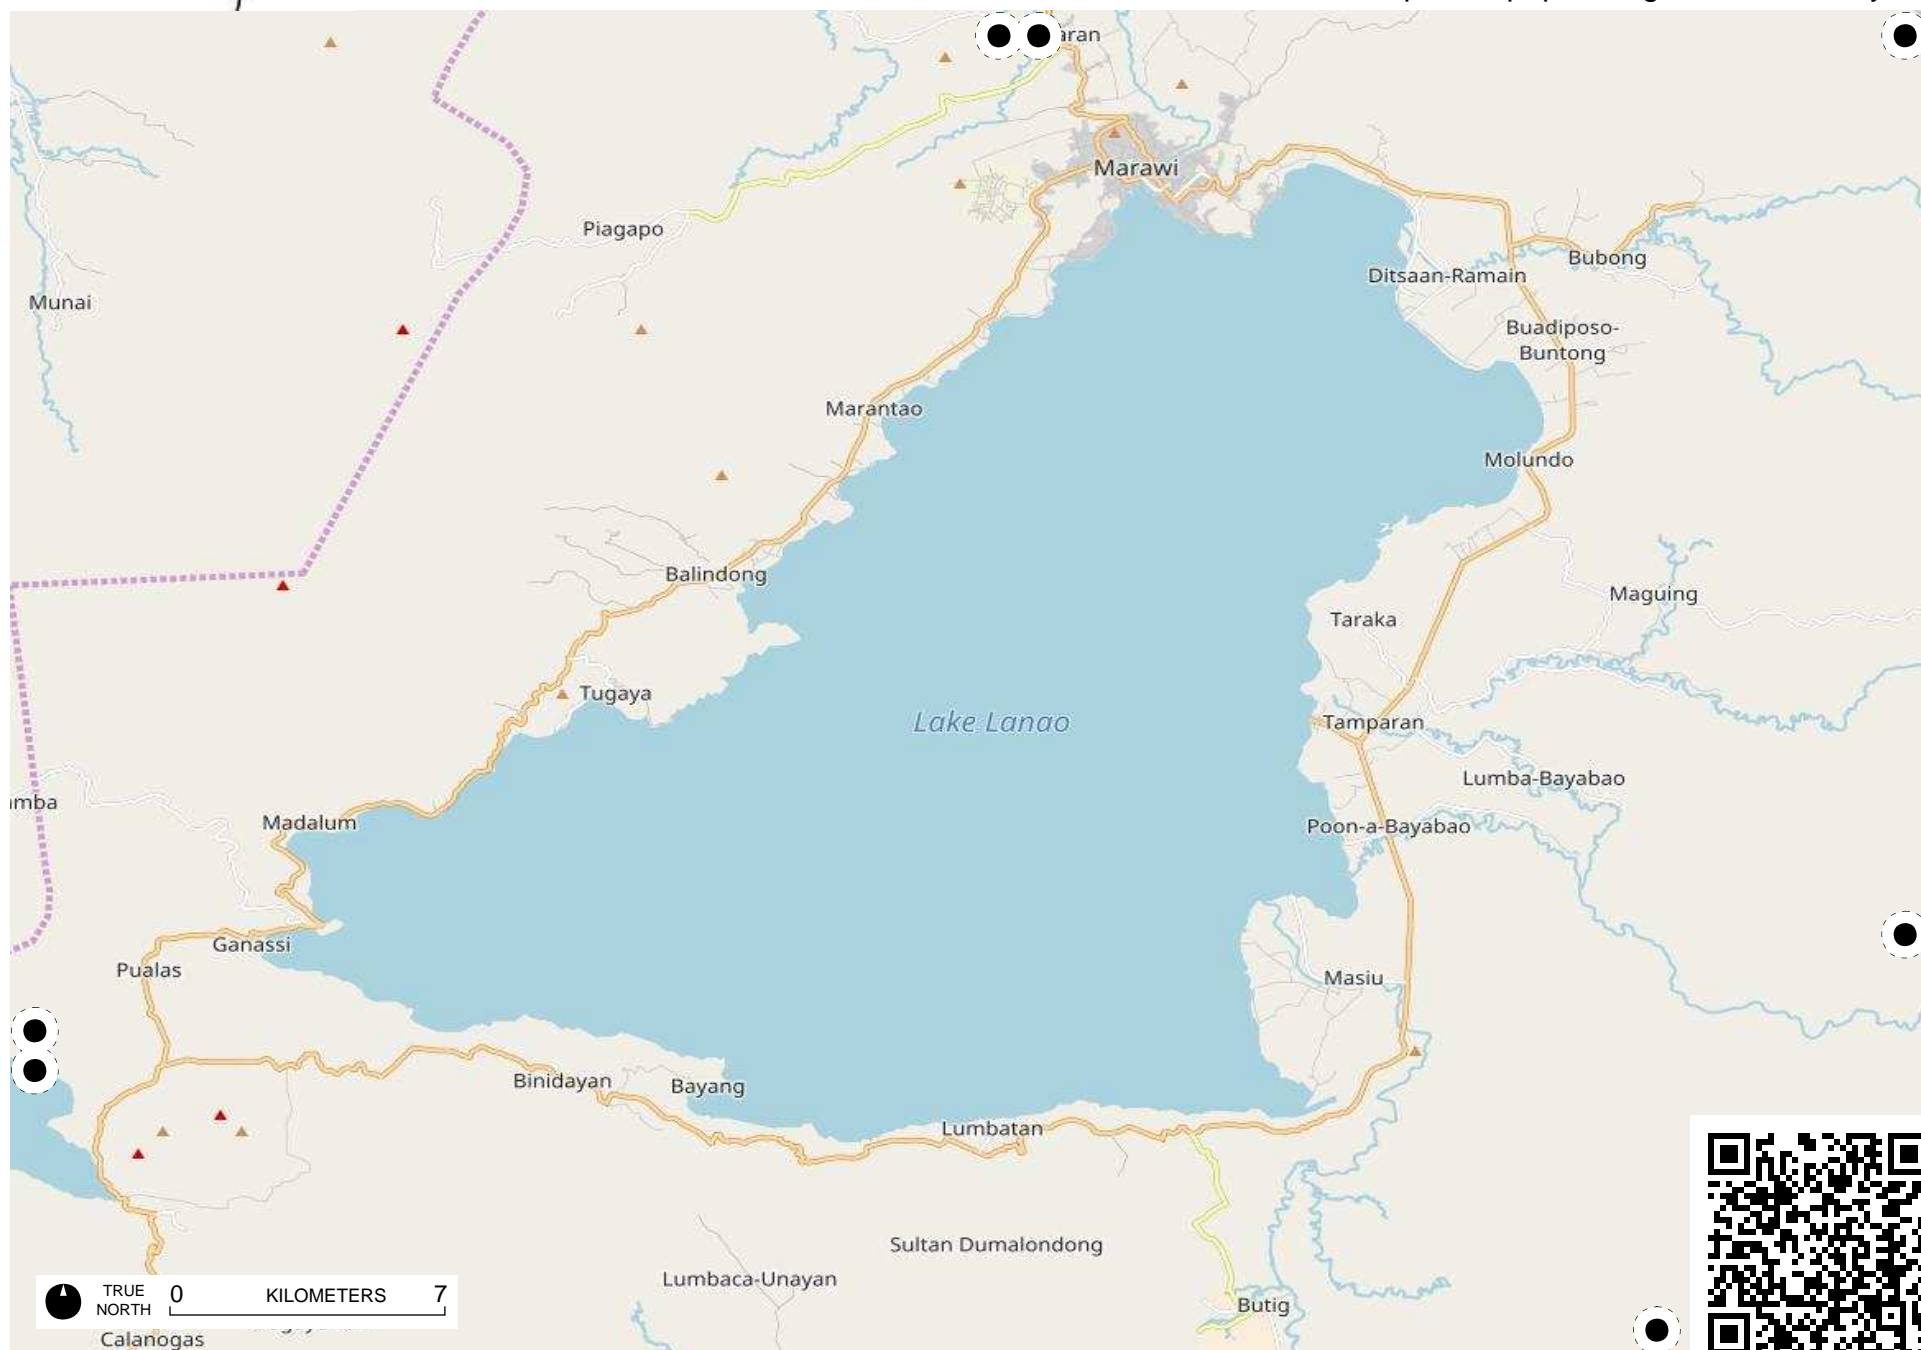 Marawi
Piagapo
Bubong
Ditsaan-Ramain
Munai
Buadiposo-
Buntong
Marantao
Molundo
Balindong
Maguing
Taraka
Tugaya
Lake Lanao
Tamparan
Lumba-Bayabao
Madalum
Poon-a-Bayabao
Ganassi
Pualas
Masiu
Binidayan
Bayang
Lumbatan
Sultan Dumalondong
Lumbaca-Unayan
TRUE
NORTH
0 KILOMETERS 7
Butig
Calanogas